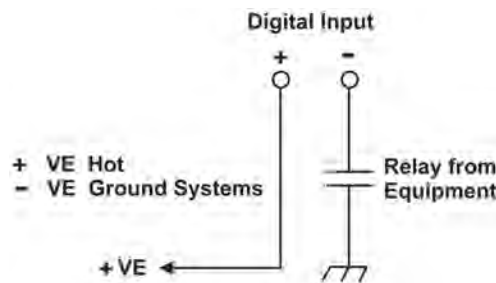 Digital Input
+ -
+ VE Hot
- VE Ground Systems
Relay from
Equipment
+ VE